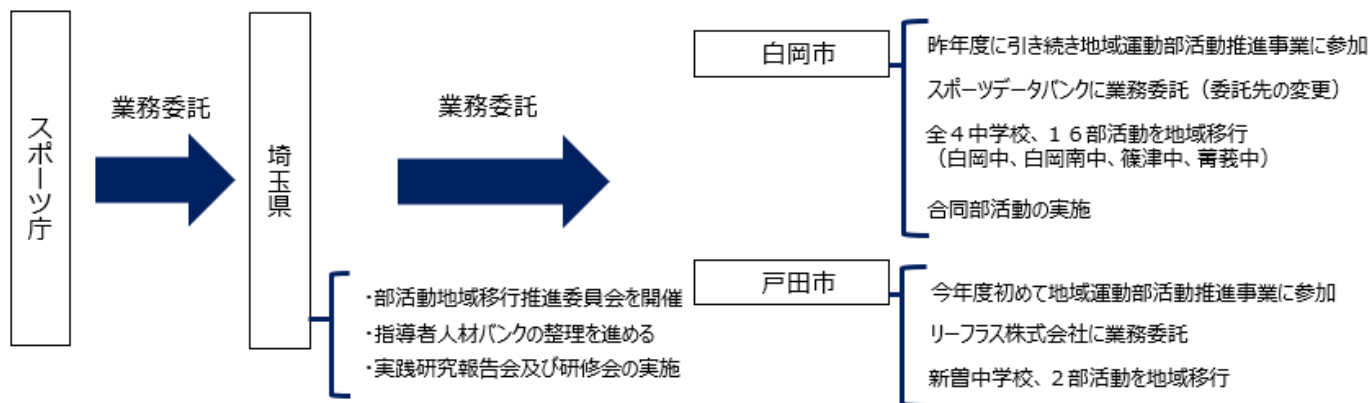 スポーツ庁
業務委託
埼玉県
・部活動地域移行推進委員会を開催
・指導者人材バンクの整理を進める
・実践研究報告会及び研修会の実施
業務委託
白岡市
昨年度に引き続き地域運動部活動推進事業に参加
スポーツデータバンクに業務委託（委託先の変更）
全４中学校、１６部活動を地域移行
（白岡中、白岡南中、篠津中、菁莪中）
合同部活動の実施
戸田市
今年度初めて地域運動部活動推進事業に参加
リーフラス株式会社に業務委託
新曽中学校、２部活動を地域移行